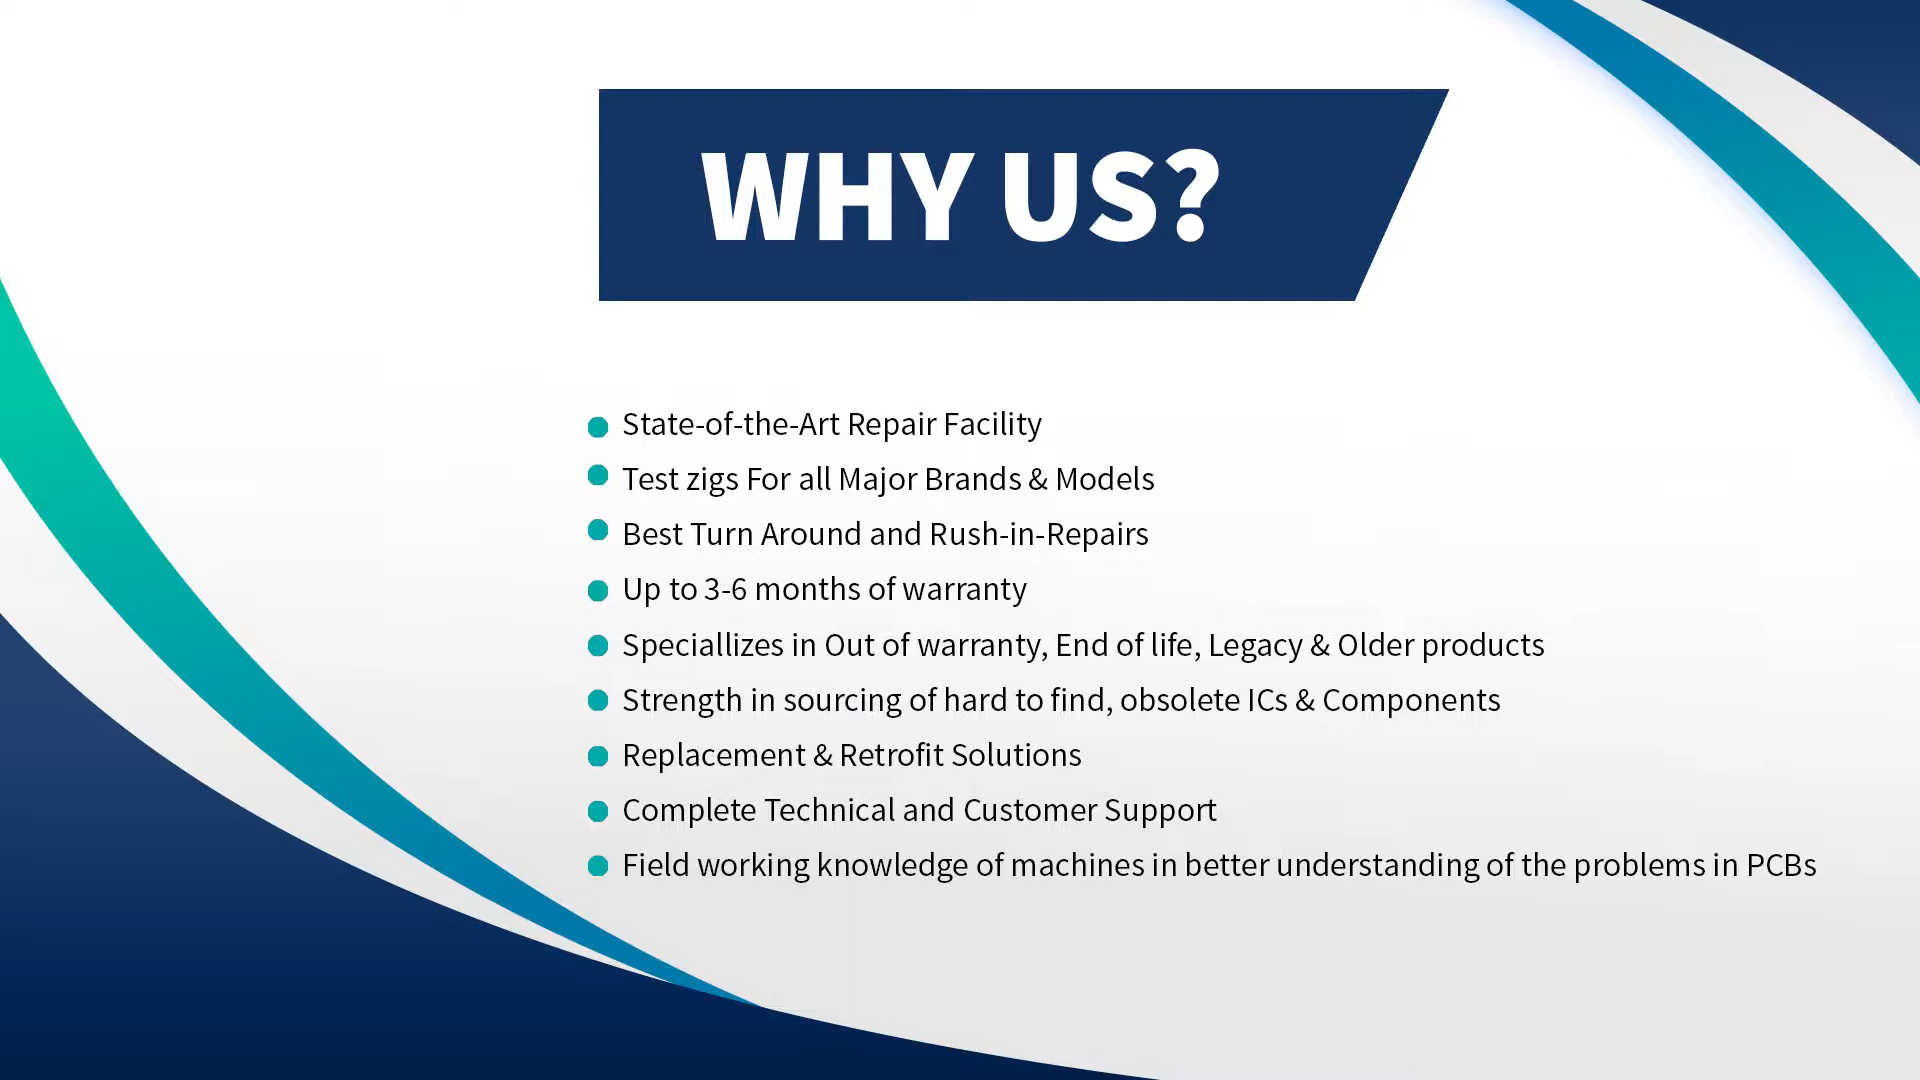 WHY US?
State-of-the-Art Repair Facility
Test zigs For all Major Brands & Models
Best Turn Around and Rush-in-Repairs
Up to 3-6 months of warranty
Speciallizes in Out of warranty, End of life, Legacy & Older products
Strength in sourcing of hard to find, obsolete ICs & Components
Replacement & Retrofit Solutions
Complete Technical and Customer Support
Field working knowledge of machines in better understanding of the problems in PCBs